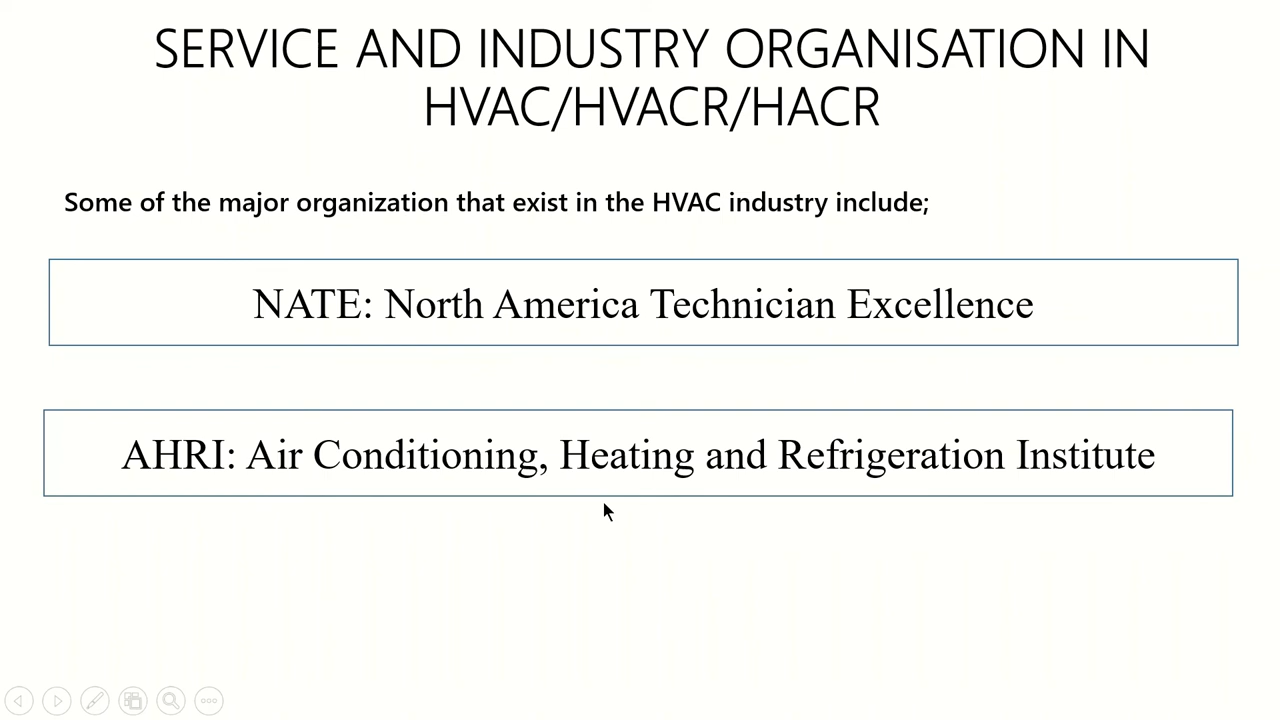 SERVICE AND INDUSTRY ORGANISATION IN
HVAC/HVACR/HACR
Some of the major organization that exist in the HVAC industry include;
NATE: North America Technician Excellence
AHRI: Air Conditioning, Heating and Refrigeration Institute